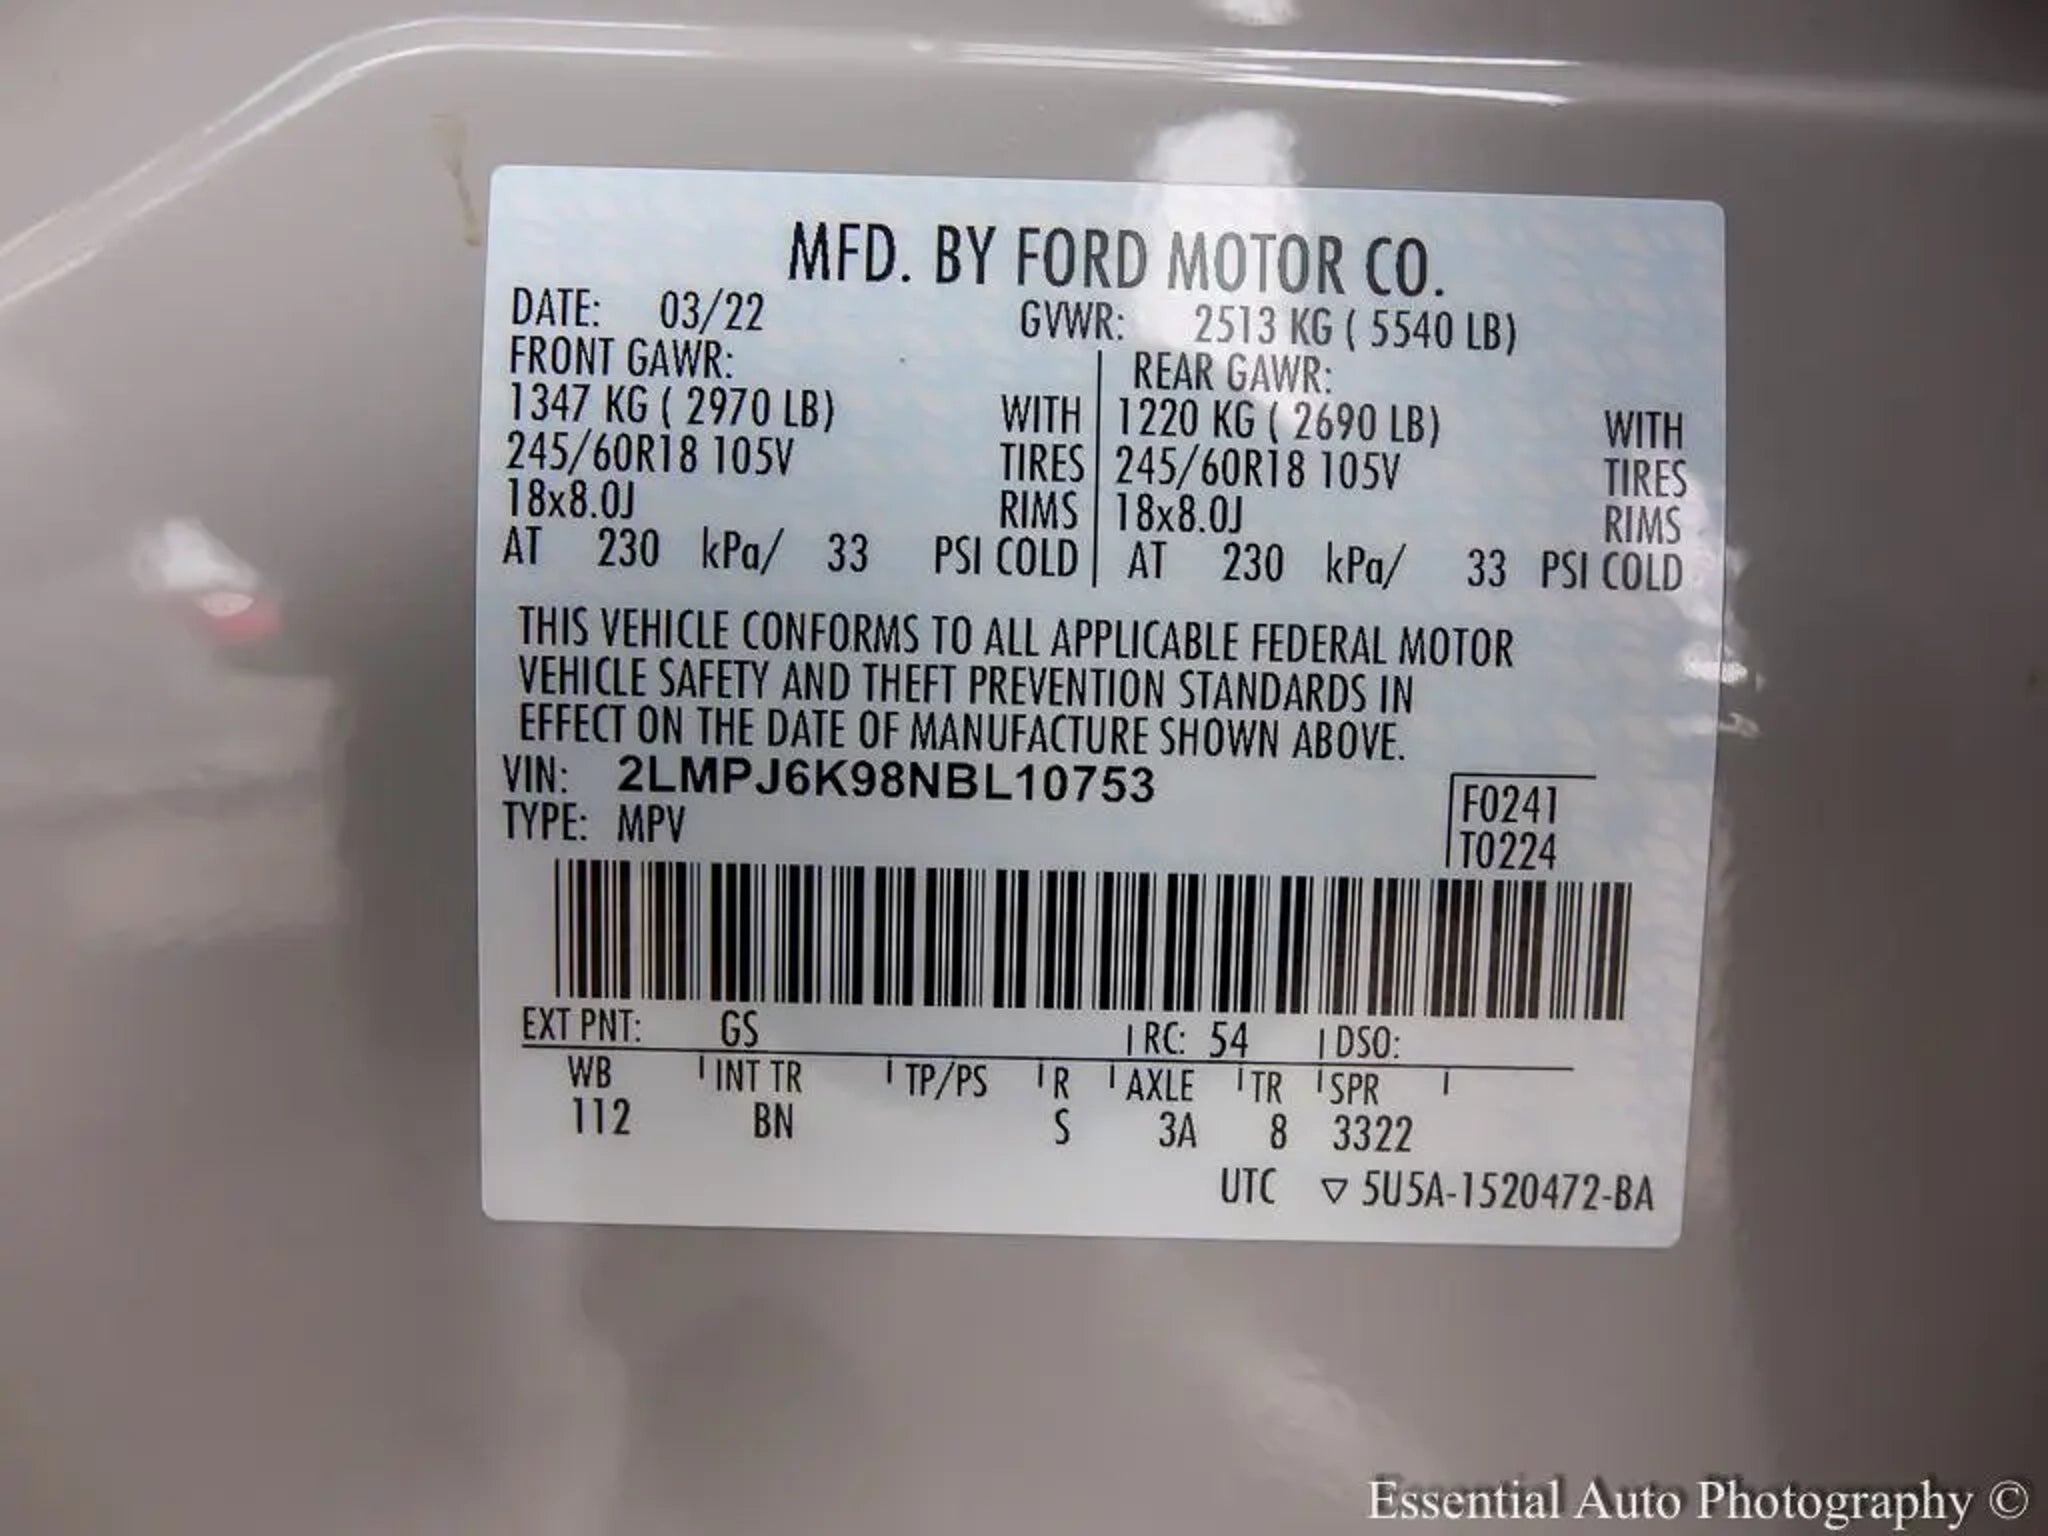 MFD. BY FORD MOTOR CO.
DATE: 03/22 GVWR: 2513 KG ( 5540 LB)
FRONT GAWR: REAR GAWR:
1347 KG ( 2970 LB) WITH 1220 KG ( 2690 LB) WITH
245/60R18 105V TIRES 245/60R18 105V TIRES
18x8.0J RIMS 18x8.0J RIMS
AT 230 kPa/ 33 PSI COLD AT 230 kPa/ 33 PSI COLD
THIS VEHICLE CONFORMS TO ALL APPLICABLE FEDERAL MOTOR
VEHICLE SAFETY AND THEFT PREVENTION STANDARDS IN
EFFECT ON THE DATE OF MANUFACTURE SHOWN ABOVE.
VIN: 2LMPJ6K98NBL10753 F0241
TYPE: MPV T0224
EXT PNT: GS RC: 54 DSO:
WB INT TR TP/PS R AXLE TR SPR
112 BN S 3A 8 3322
UTC ▽ 5U5A-1520472-BA
Essential Auto Photography ©